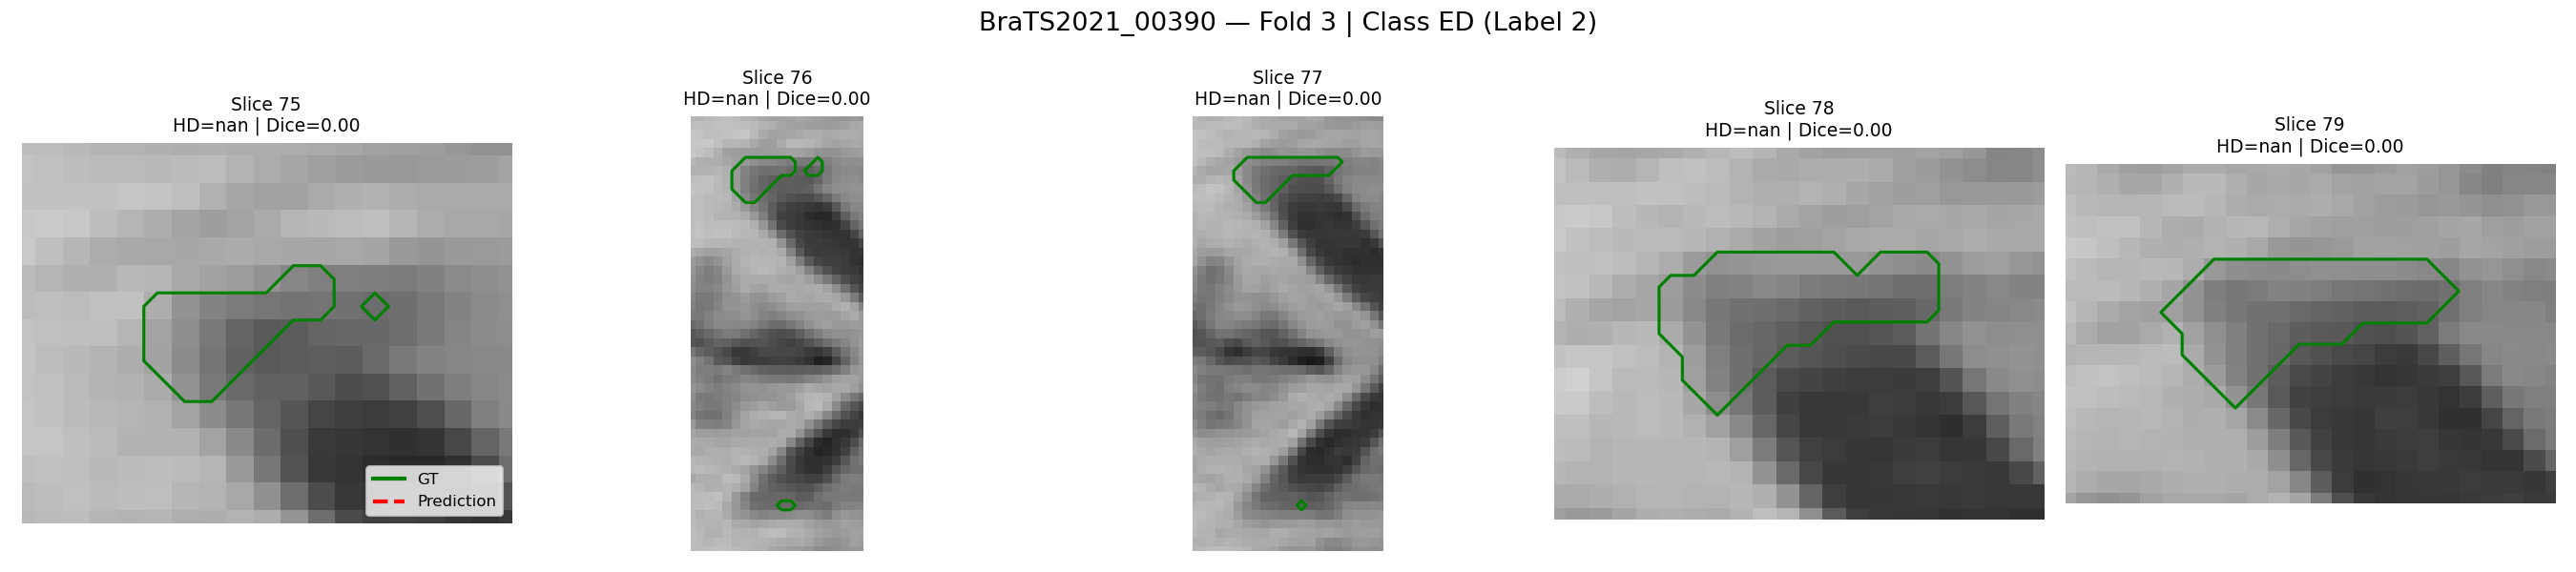 BraTS2021_00390 — Fold 3 | Class ED (Label 2)
Slice 75
HD=nan | Dice=0.00
Slice 76
HD=nan | Dice=0.00
Slice 77
HD=nan | Dice=0.00
Slice 78
HD=nan | Dice=0.00
Slice 79
HD=nan | Dice=0.00
GT
Prediction